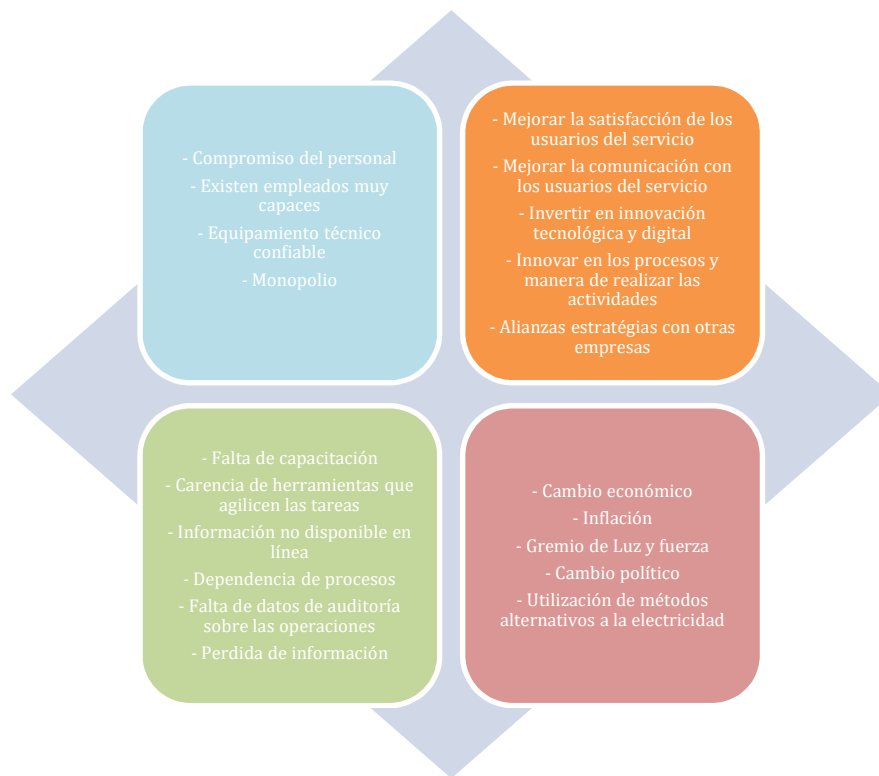 - Compromiso del personal
- Existen empleados muy
capaces
- Equipamiento técnico
confiable
- Monopolio
- Mejorar la satisfacción de los
usuarios del servicio
- Mejorar la comunicación con
los usuarios del servicio
- Invertir en innovación
tecnológica y digital
- Innovar en los procesos y
manera de realizar las
actividades
- Alianzas estratégias con otras
empresas
- Falta de capacitación
- Carencia de herramientas que
agilicen las tareas
- Información no disponible en
línea
- Dependencia de procesos
- Falta de datos de auditoría
sobre las operaciones
- Perdida de información
- Cambio económico
- Inflación
- Gremio de Luz y fuerza
- Cambio político
- Utilización de métodos
alternativos a la electricidad